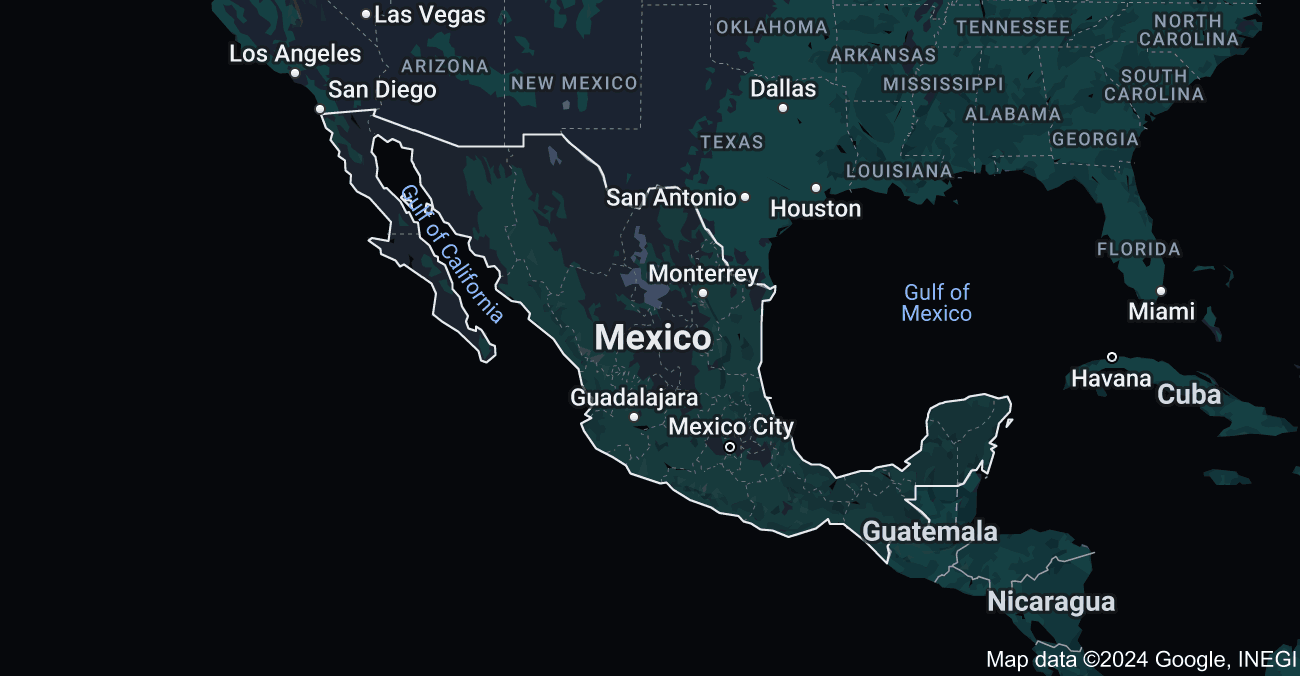 Las Vegas
OKLAHOMA
TENNESSEE
NORTH
CAROLINA
Los Angeles
ARIZONA
NEW MEXICO
ARKANSAS
San Diego
Dallas
MISSISSIPPI
SOUTH
CAROLINA
ALABAMA
TEXAS
GEORGIA
LOUISIANA
San Antonio
Houston
Gulf of California
FLORIDA
Monterrey
Gulf of
Mexico
Miami
Mexico
Havana
Cuba
Guadalajara
Mexico City
Guatemala
Nicaragua
Map data ©2024 Google, INEGI